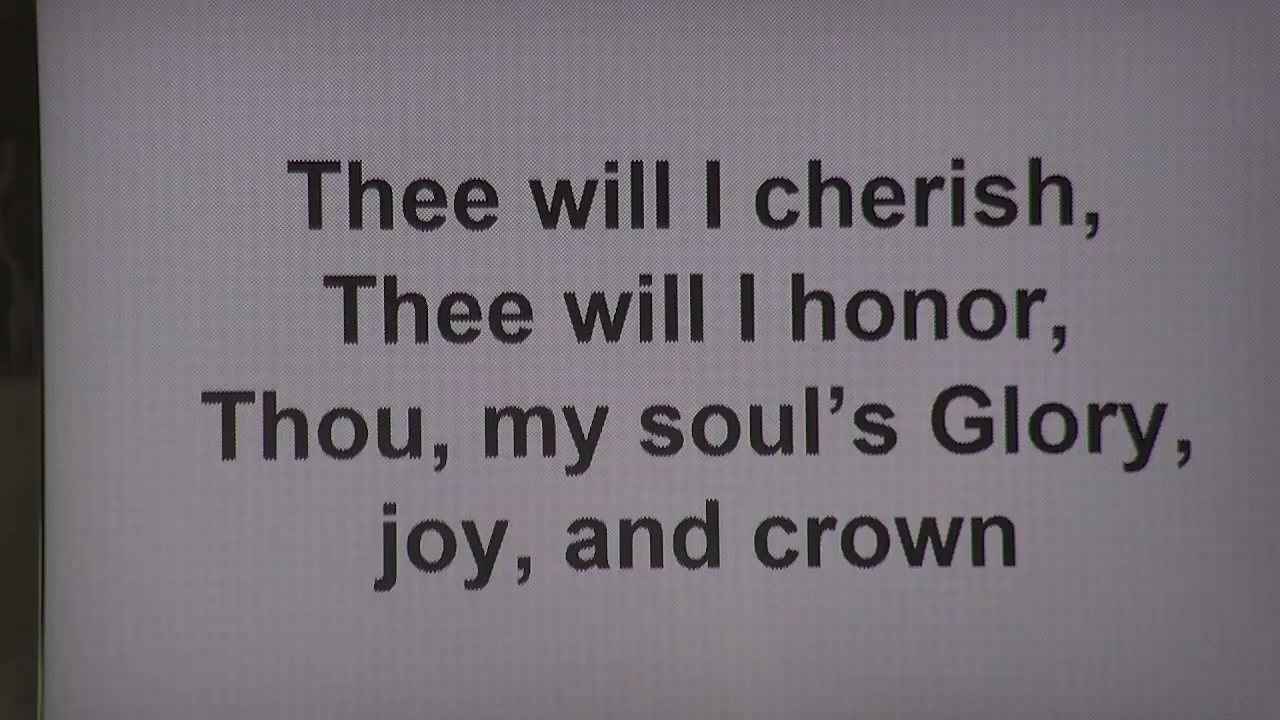 Thee will I cherish,
Thee will I honor,
Thou, my soul’s Glory,
joy, and crown